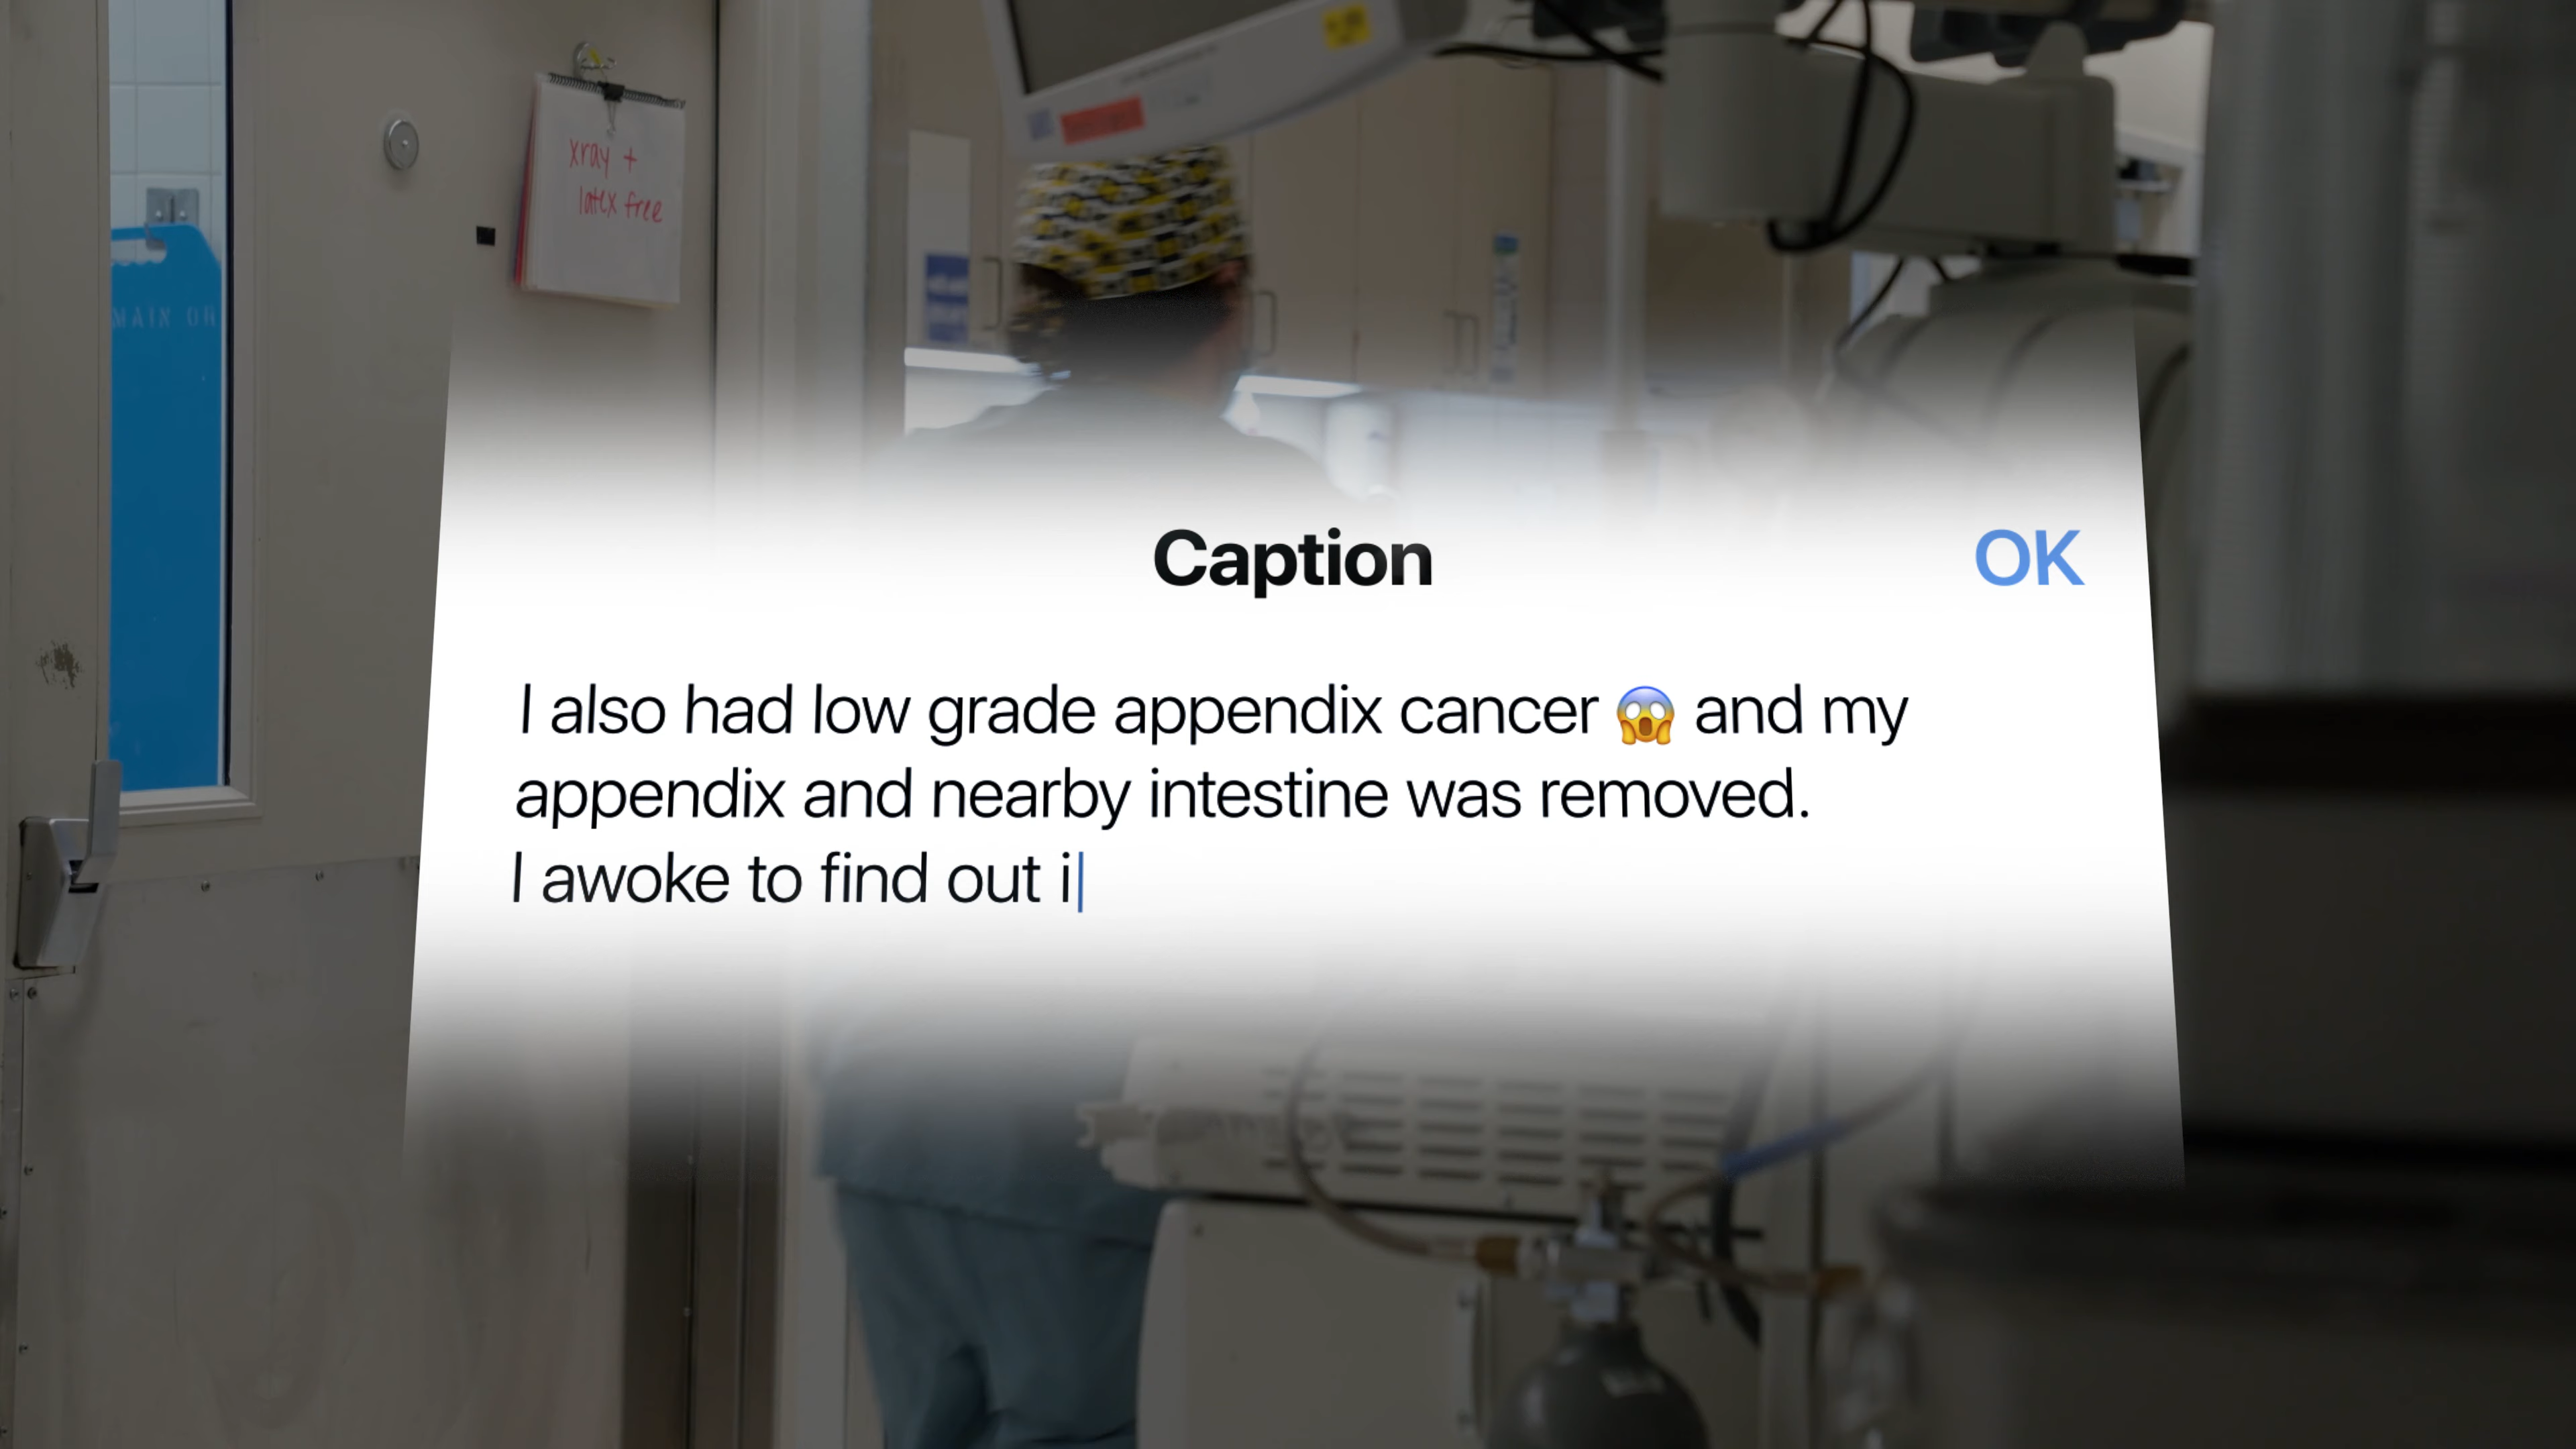 xray +
latex free
MAIN OR
Caption
OK
I also had low grade appendix cancer 😱 and my
appendix and nearby intestine was removed.
I awoke to find out i